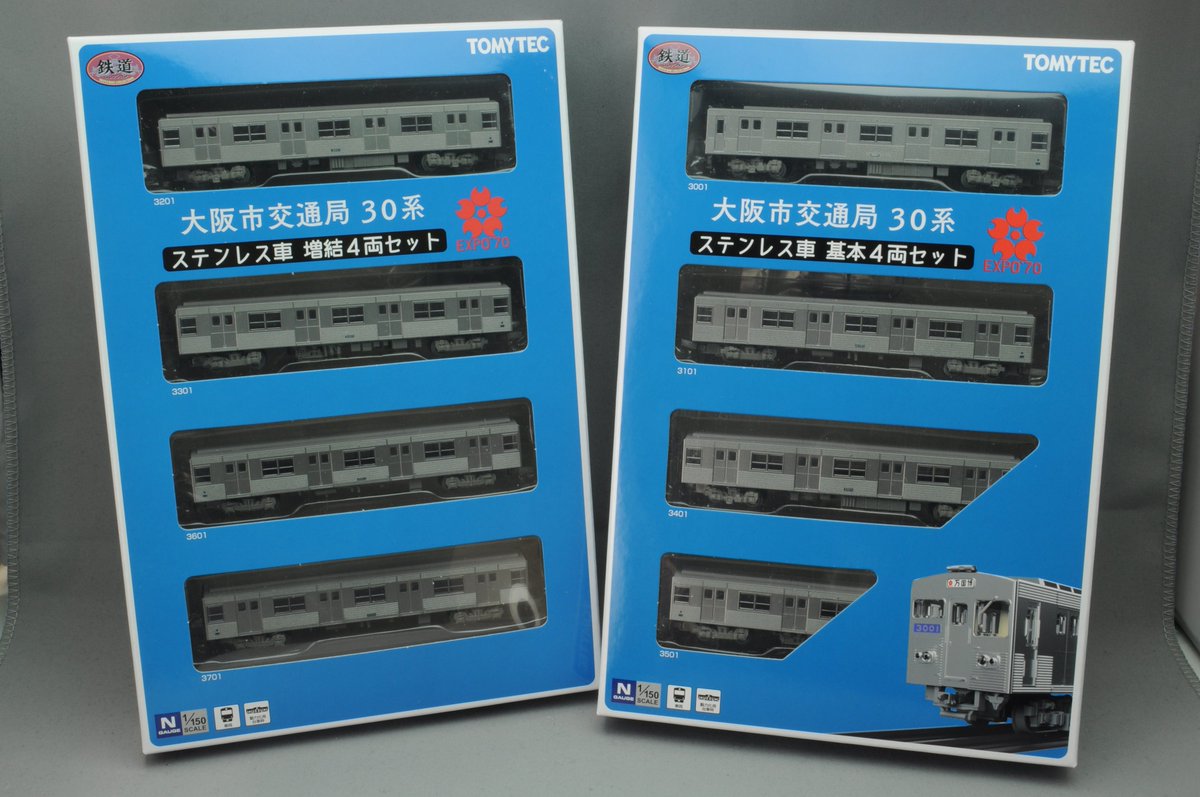 鉄道
TOMYTEC
3201
大阪市交通局 30系
EXPO'70
ステンレス車 増結4両セット
3301
3601
3701
N
GAUGE
1/150
SCALE
鉄道
TOMYTEC
3001
大阪市交通局 30系
EXPO'70
ステンレス車 基本4両セット
3101
3401
3501
万国博
3001
N
GAUGE
1/150
SCALE